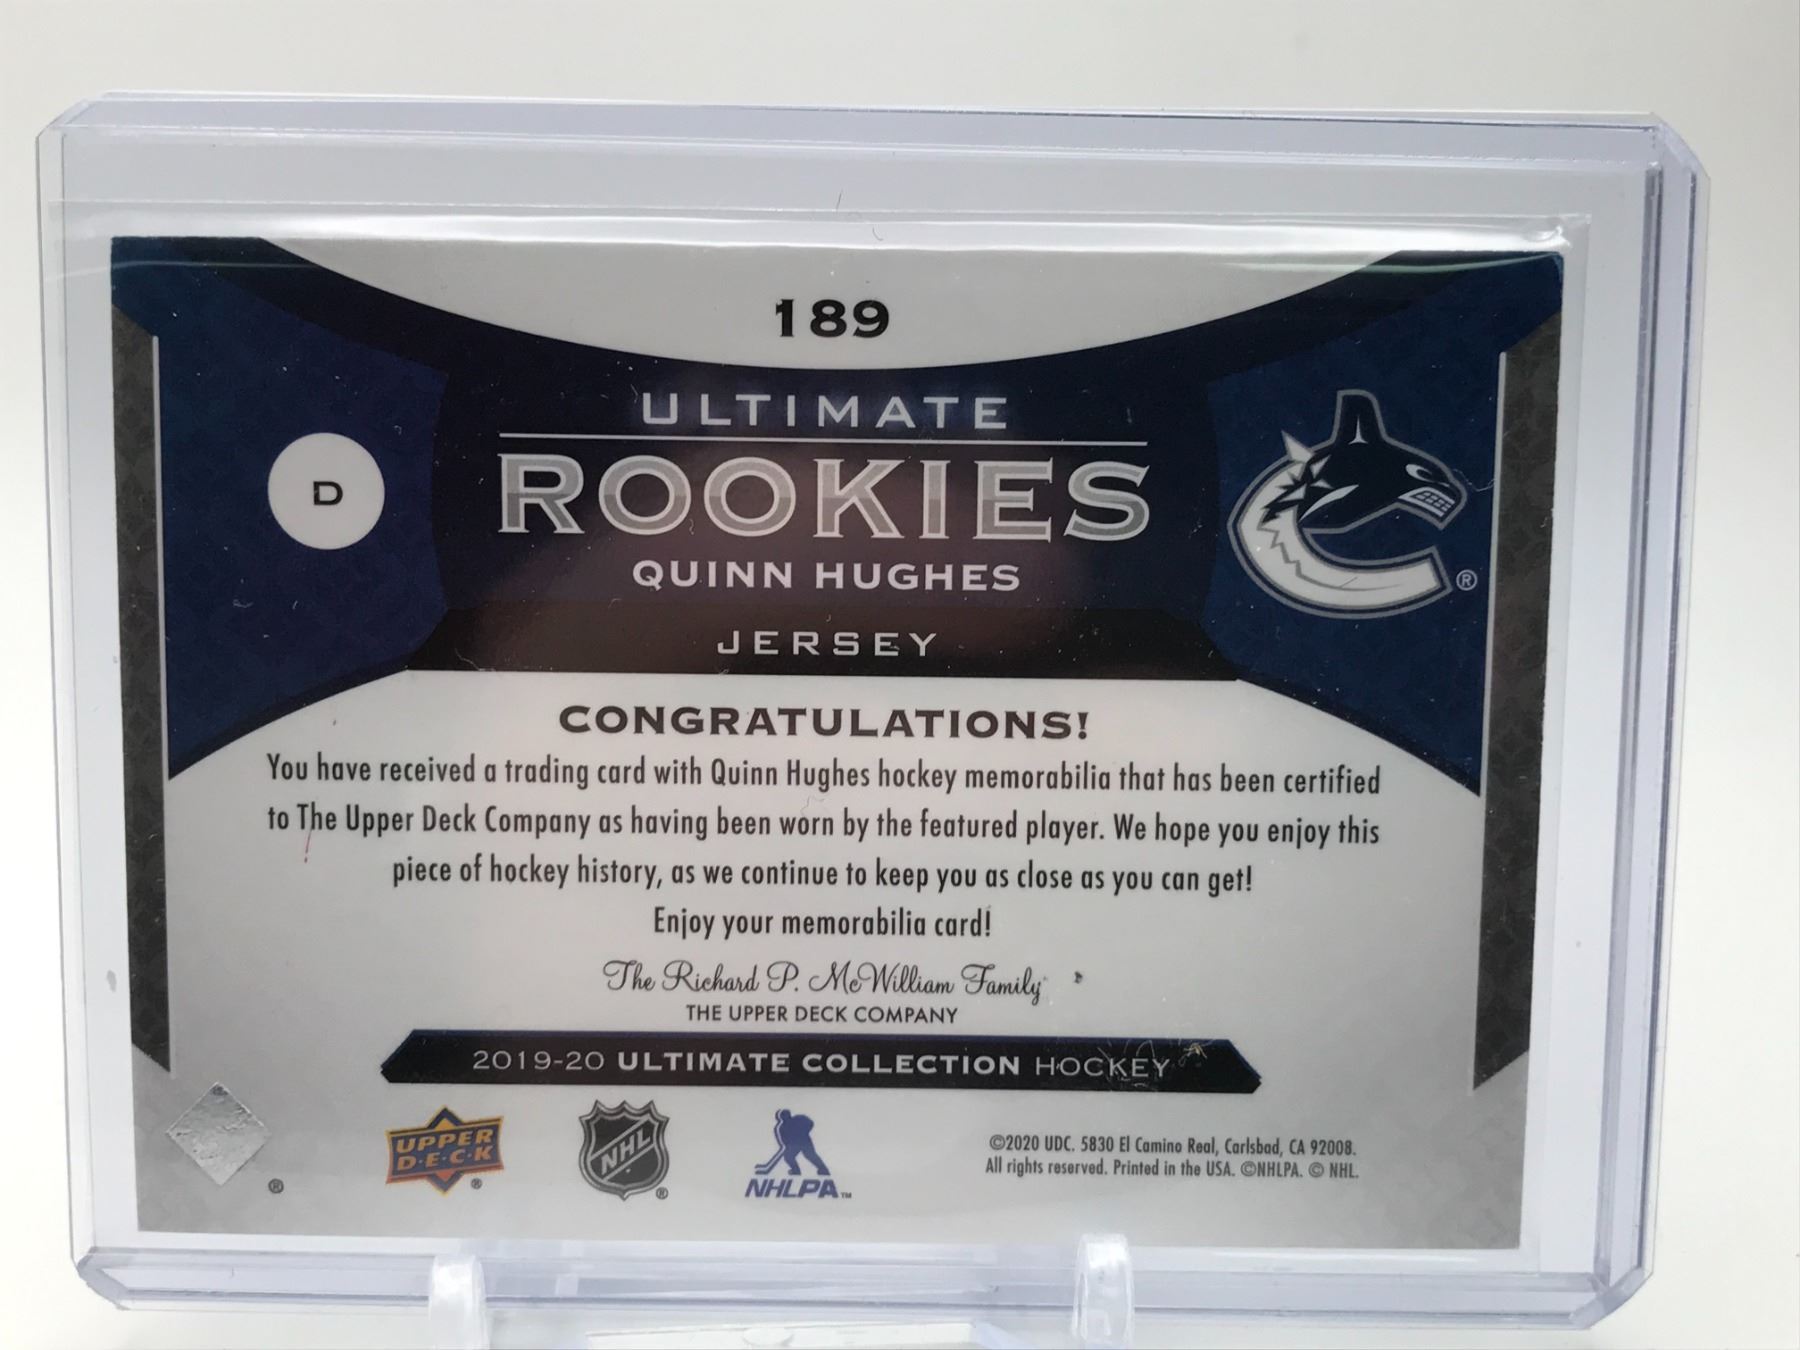 189
ULTIMATE
ROOKIES
D
QUINN HUGHES
®
JERSEY
CONGRATULATIONS!
You have received a trading card with Quinn Hughes hockey memorabilia that has been certified
to The Upper Deck Company as having been worn by the featured player. We hope you enjoy this
piece of hockey history, as we continue to keep you as close as you can get!
Enjoy your memorabilia card!
The Richard P. McWilliam Family
THE UPPER DECK COMPANY
2019-20 ULTIMATE COLLECTION HOCKEY
®
UPPER
D·E·C·K
®
NHL
®
NHLPA™
©2020 UDC. 5830 El Camino Real, Carlsbad, CA 92008.
All rights reserved. Printed in the USA. ©NHLPA. © NHL.